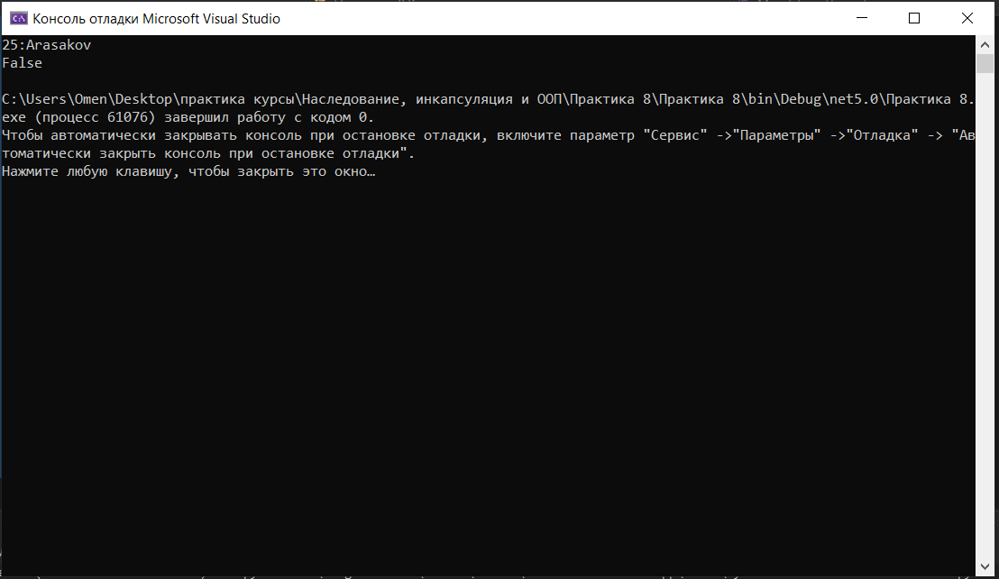 Консоль отладки Microsoft Visual Studio
25:Arasakov
False
C:\Users\Omen\Desktop\практика курсы\Наследование, инкапсуляция и ООП\Практика 8\Практика 8\bin\Debug\net5.0\Практика 8.
exe (процесс 61076) завершил работу с кодом 0.
Чтобы автоматически закрывать консоль при остановке отладки, включите параметр "Сервис" ->"Параметры" ->"Отладка" -> "Ав
томатически закрыть консоль при остановке отладки".
Нажмите любую клавишу, чтобы закрыть это окно…